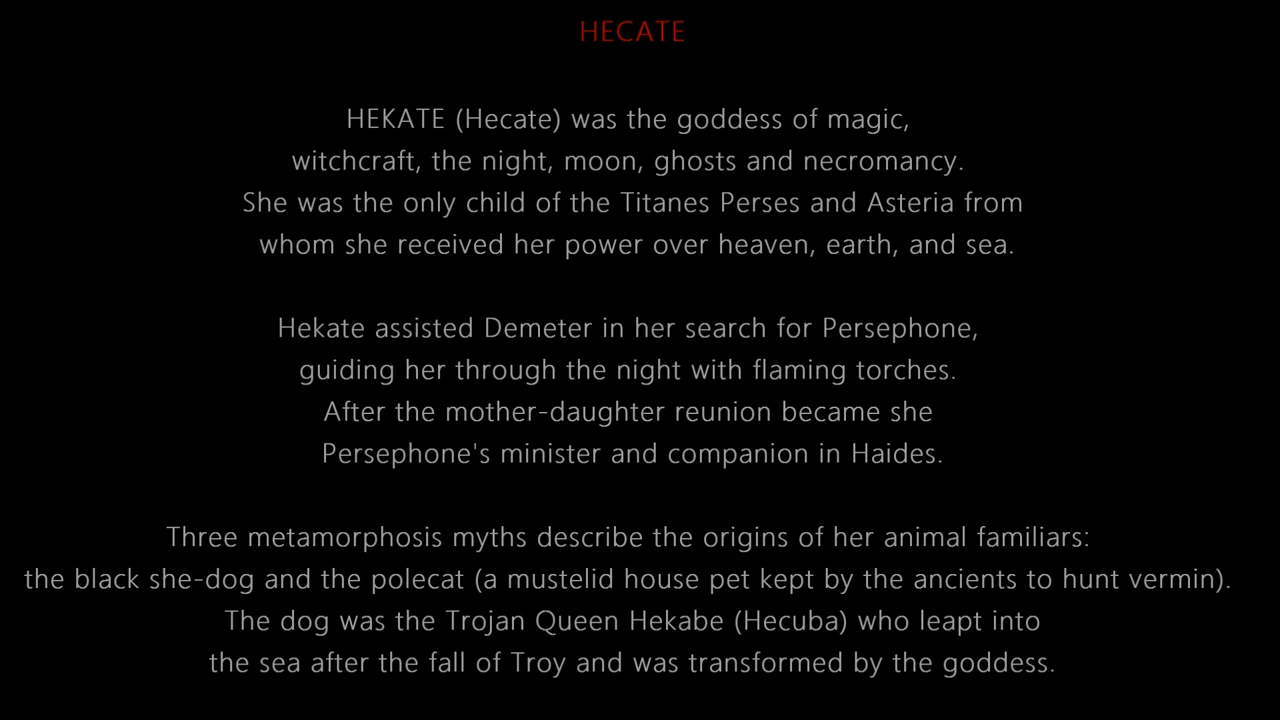 HECATE
HEKATE (Hecate) was the goddess of magic,
witchcraft, the night, moon, ghosts and necromancy.
She was the only child of the Titanes Perses and Asteria from
whom she received her power over heaven, earth, and sea.
Hekate assisted Demeter in her search for Persephone,
guiding her through the night with flaming torches.
After the mother-daughter reunion became she
Persephone's minister and companion in Haides.
Three metamorphosis myths describe the origins of her animal familiars:
the black she-dog and the polecat (a mustelid house pet kept by the ancients to hunt vermin).
The dog was the Trojan Queen Hekabe (Hecuba) who leapt into
the sea after the fall of Troy and was transformed by the goddess.